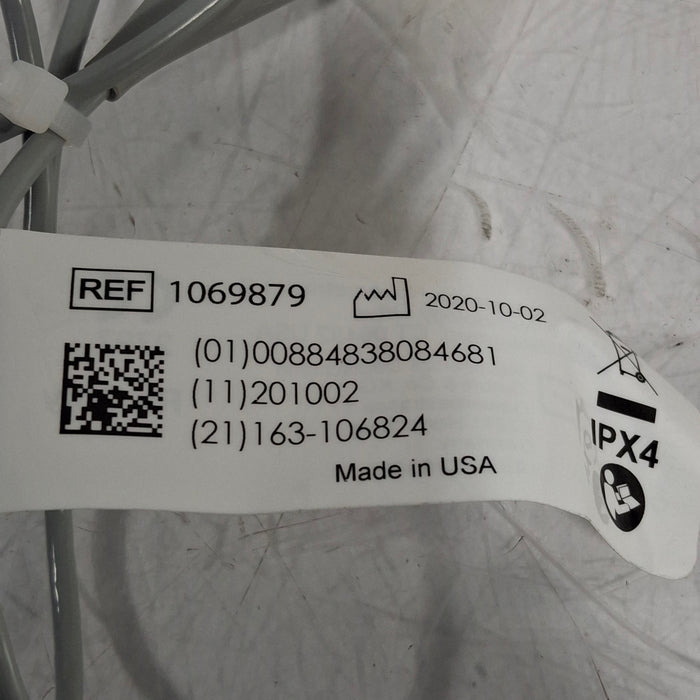 REF 1069879 2020-10-02
(01)00884838084681
(11)201002
(21)163-106824
Made in USA
IPX4